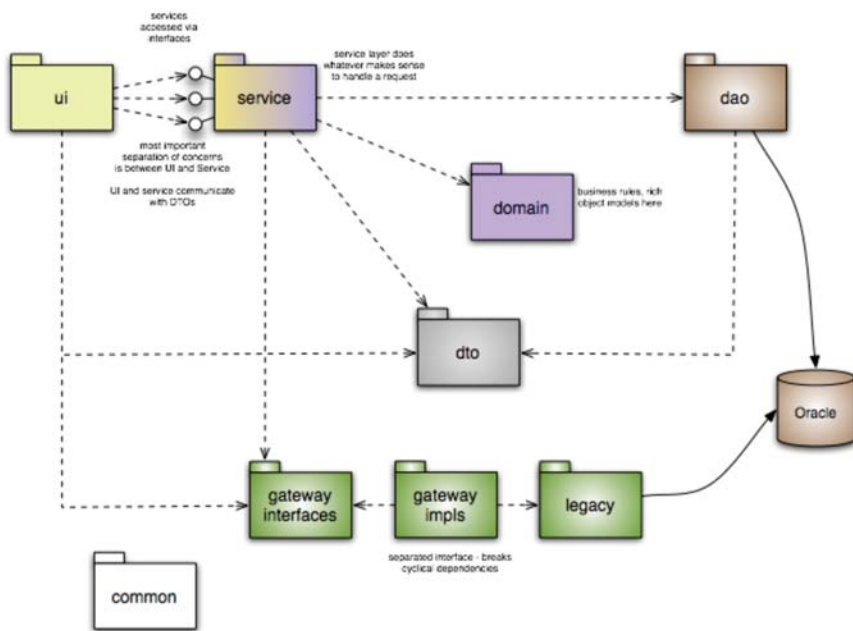 services
accessed via
interfaces
service layer does
whatever makes sense
to handle a request
ui
service
dao
most important
separation of concerns
is between UI and Service
UI and service communicate
with DTOs
domain
business rules, rich
object models here
dto
Oracle
gateway
interfaces
gateway
impls
legacy
separated interface - breaks
cyclical dependencies
common